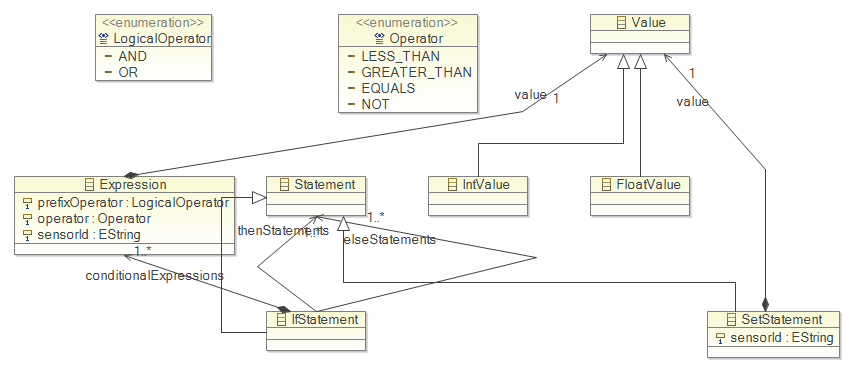 <<enumeration>>
LogicalOperator
AND
OR
<<enumeration>>
Operator
LESS_THAN
GREATER_THAN
EQUALS
NOT
Value
1
value
value
1
Expression
prefixOperator : LogicalOperator
operator : Operator
sensorId : EString
Statement
IntValue
FloatValue
1..*
thenStatements
elseStatements
1..*
conditionalExpressions
IfStatement
SetStatement
sensorId : EString